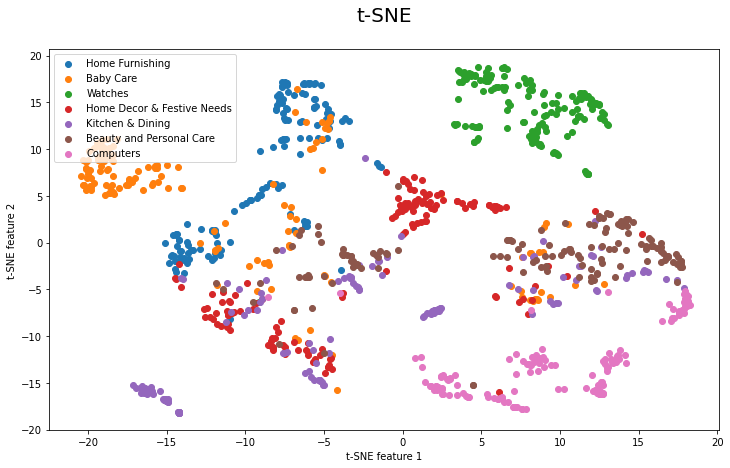 t-SNE
Home Furnishing
Baby Care
Watches
Home Decor & Festive Needs
Kitchen & Dining
Beauty and Personal Care
Computers
t-SNE feature 2
20
15
10
5
0
−5
−10
−15
−20
−20
−15
−10
−5
0
5
10
15
20
t-SNE feature 1